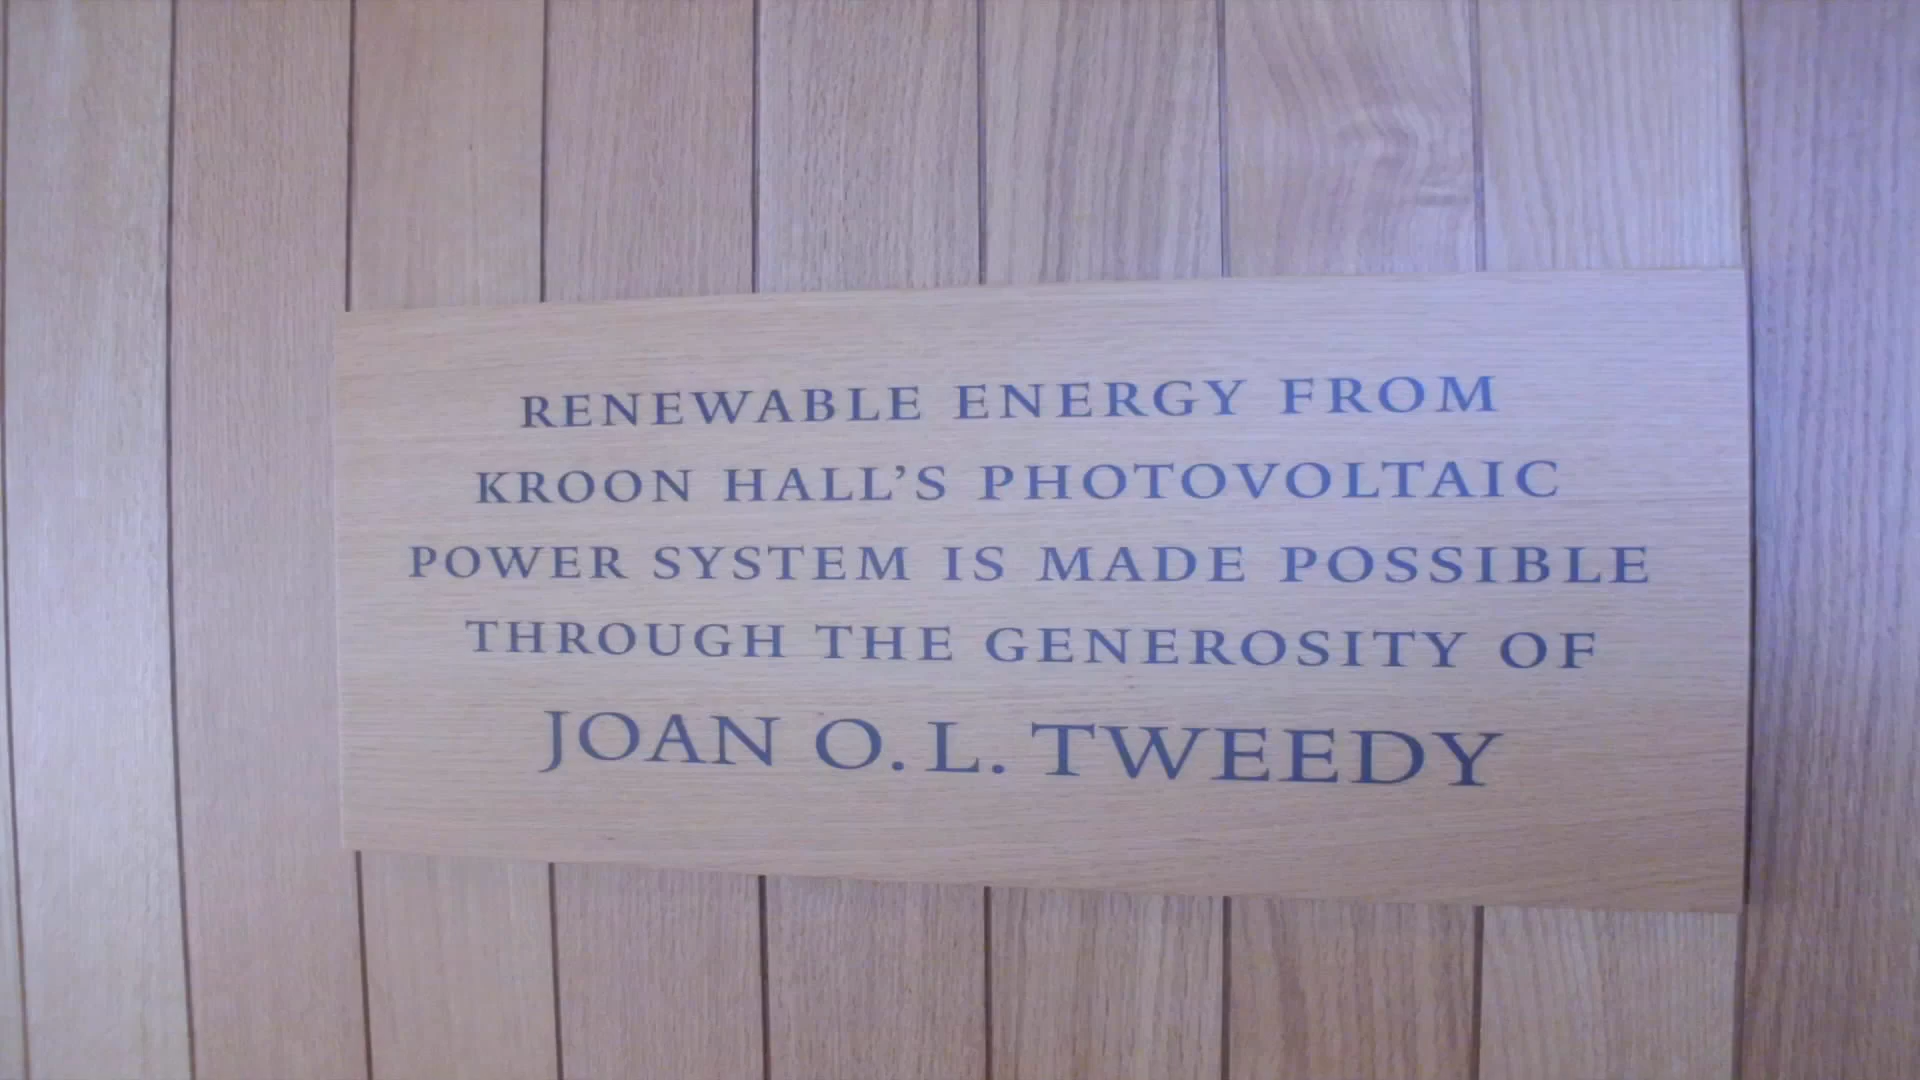 RENEWABLE ENERGY FROM
KROON HALL'S PHOTOVOLTAIC
POWER SYSTEM IS MADE POSSIBLE
THROUGH THE GENEROSITY OF
JOAN O. L. TWEEDY